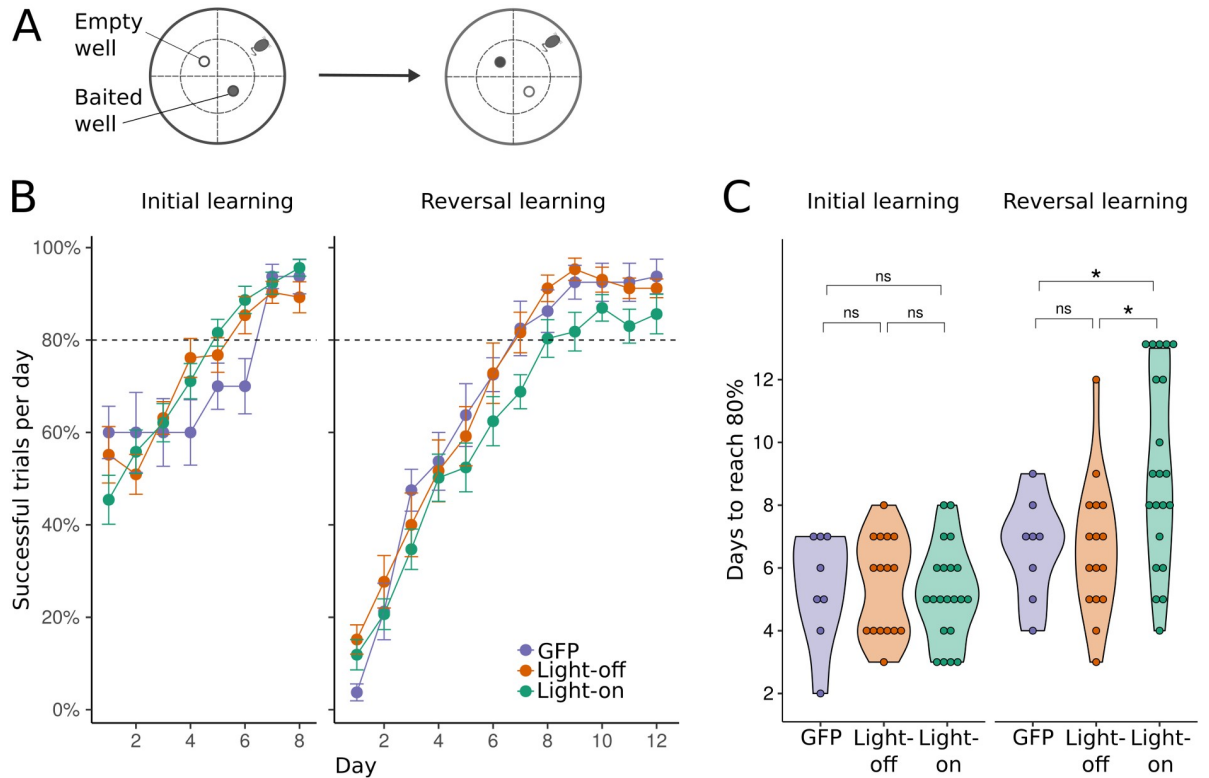 A
Empty
well
Baited
well
B
Initial learning
Reversal learning
Successful trials per day
100%
80%
60%
40%
20%
0%
GFP
Light-off
Light-on
2
4
6
8
2
4
6
8
10
12
Day
C
Initial learning
Reversal learning
Days to reach 80%
12
10
8
6
4
2
ns
ns
ns
*
ns
*
GFP
Light-
off
Light-
on
GFP
Light-
off
Light-
on